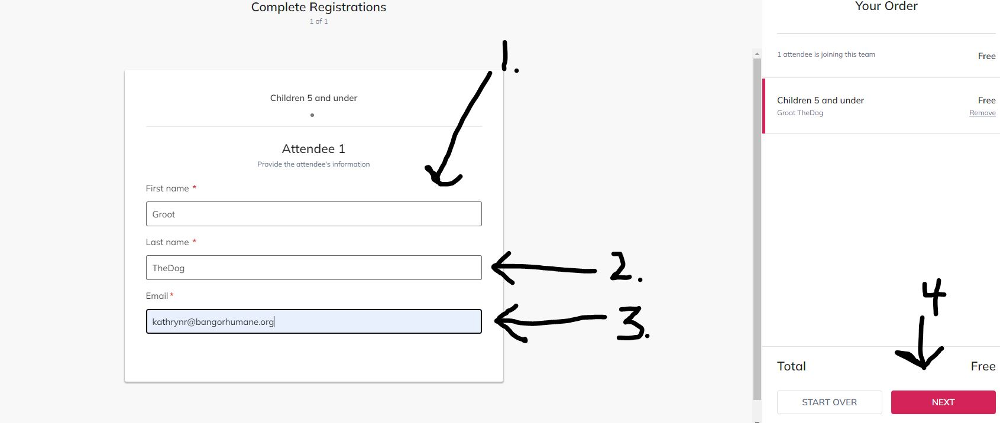 Complete Registrations
1 of 1
1.
Children 5 and under
Attendee 1
Provide the attendee's information
First name *
Groot
Last name *
TheDog
2.
Email *
kathrynr@bangorhumane.org
3.
Your Order
1 attendee is joining this team Free
Children 5 and under Free
Groot TheDog Remove
4
Total Free
START OVER NEXT